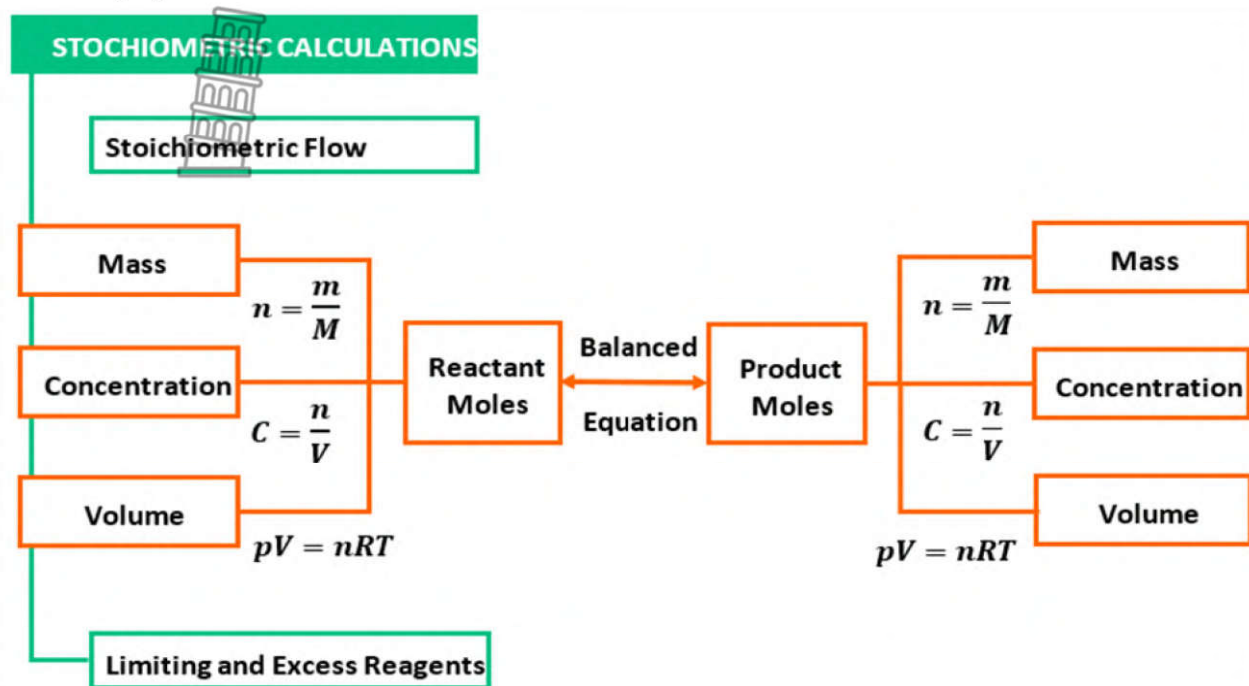 STOCHIOMETRIC CALCULATIONS
Stoichiometric Flow
Mass
n = m/M
Concentration
C = n/V
Volume
pV = nRT
Reactant
Moles
Balanced
Equation
Product
Moles
Mass
n = m/M
Concentration
C = n/V
Volume
pV = nRT
Limiting and Excess Reagents